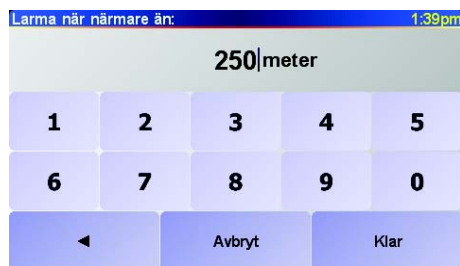 Larma när närmare än: 1:39pm
250 meter
1 2 3 4 5
6 7 8 9 0
◄ Avbryt Klar